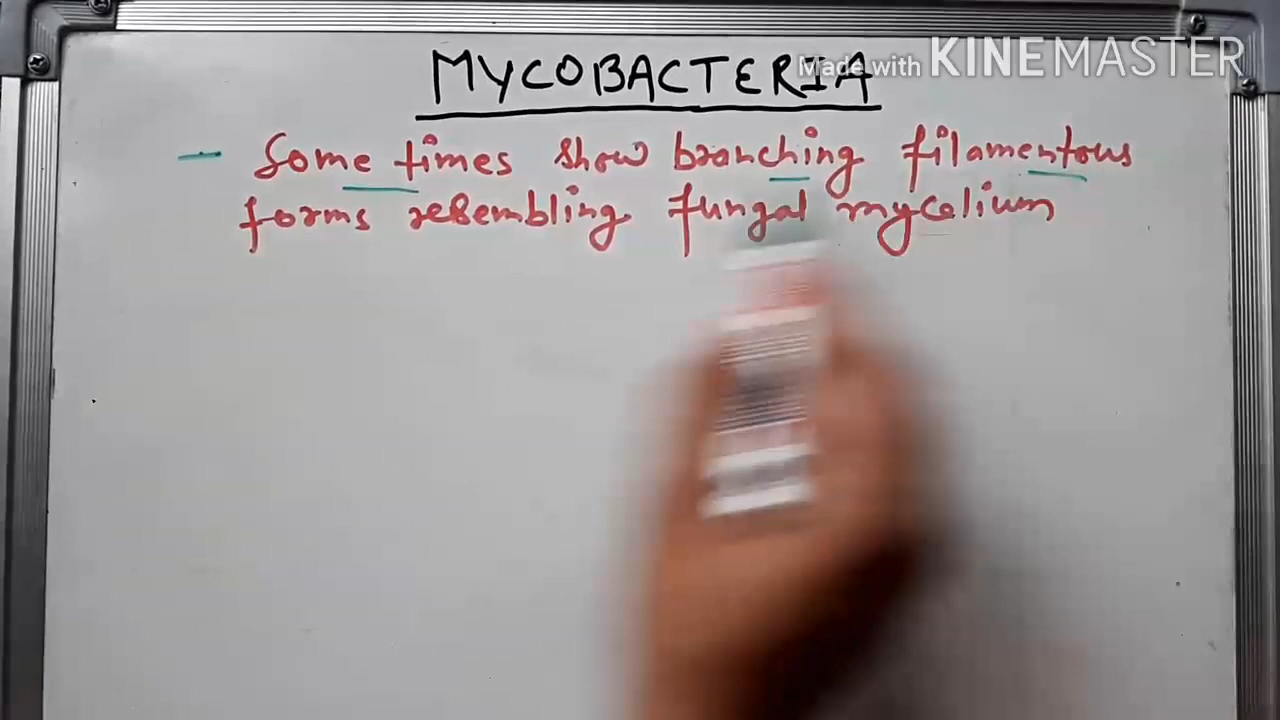 MYCOBACTERIA
Made with KINEMASTER
- Some times show branching filamentous
forms resembling fungal mycelium